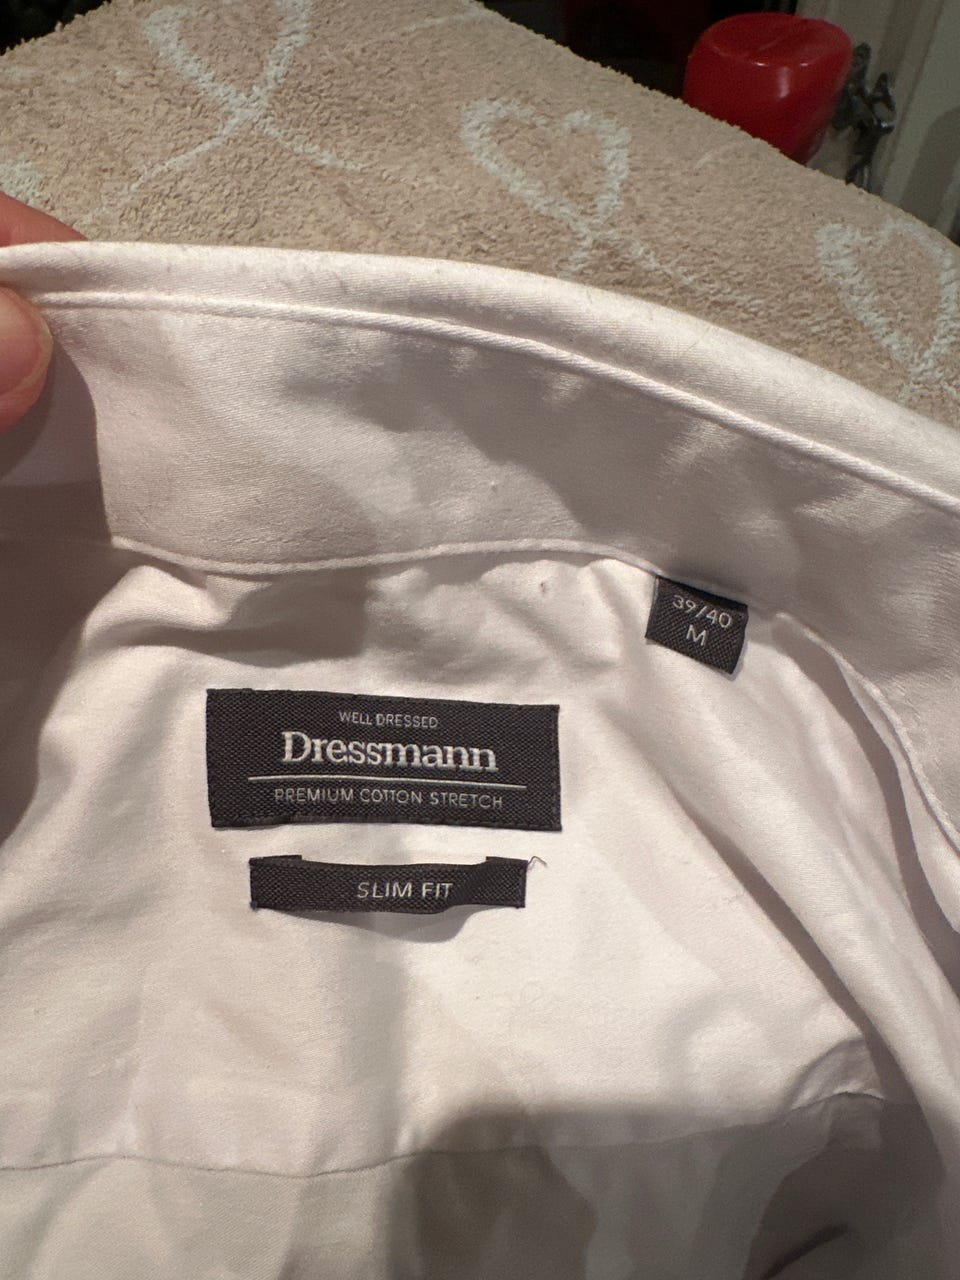 39/40
M
WELL DRESSED
Dressmann
PREMIUM COTTON STRETCH
SLIM FIT